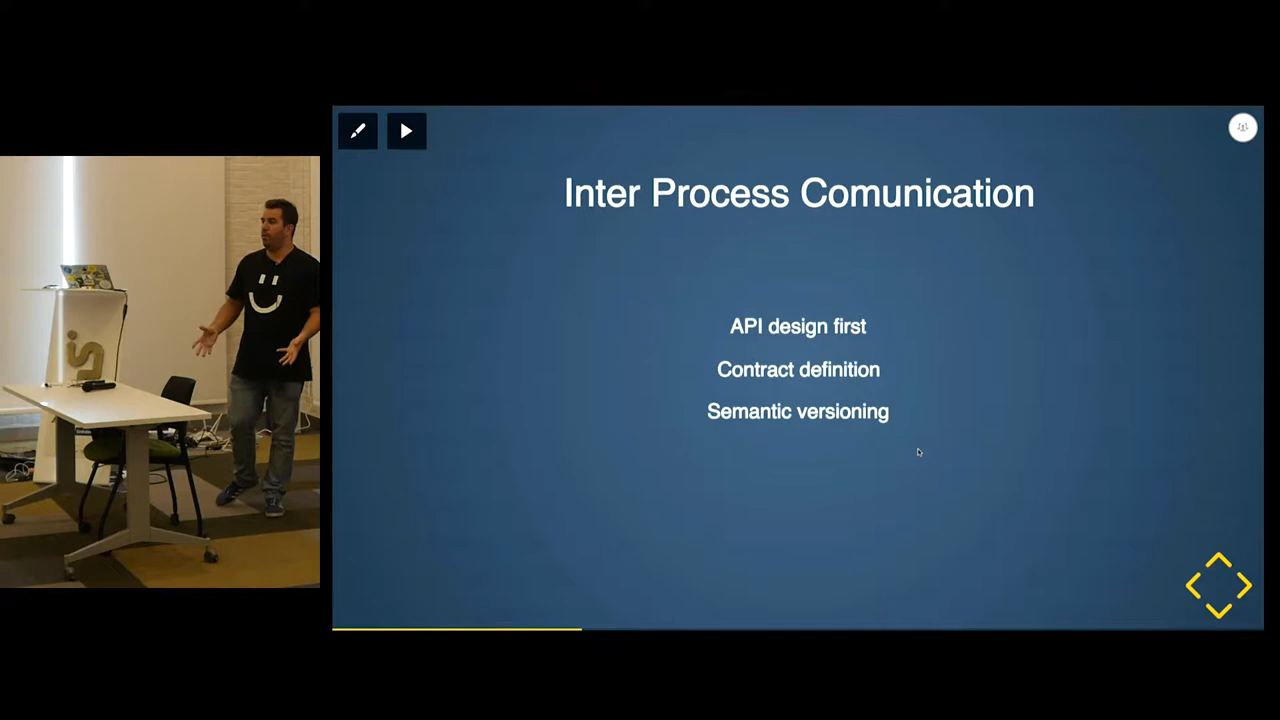 Inter Process Comunication
API design first
Contract definition
Semantic versioning